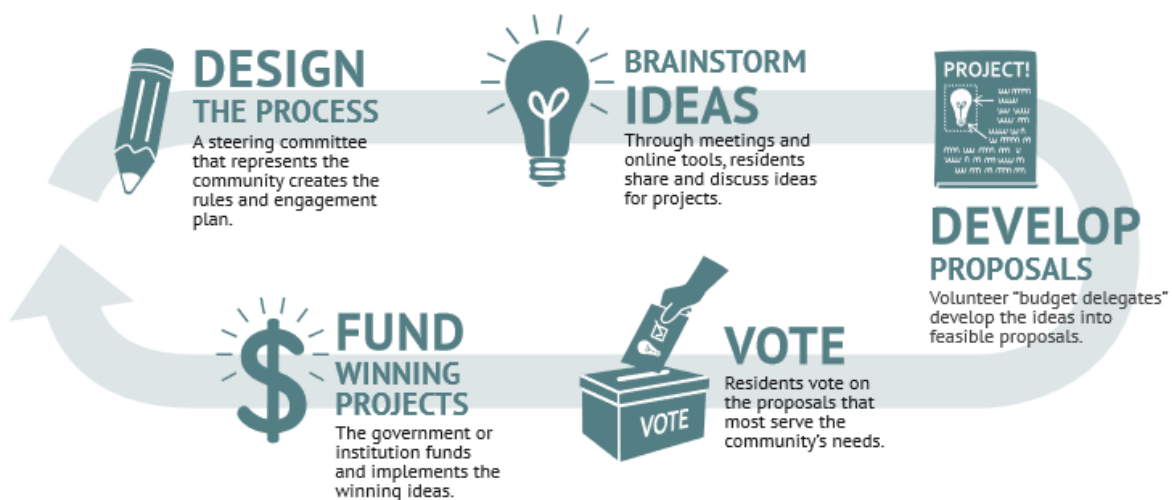 DESIGN
THE PROCESS
A steering committee
that represents the
community creates the
rules and engagement
plan.
BRAINSTORM
IDEAS
Through meetings and
online tools, residents
share and discuss ideas
for projects.
PROJECT!
DEVELOP
PROPOSALS
Volunteer “budget delegates”
develop the ideas into
feasible proposals.
VOTE
Residents vote on
the proposals that
most serve the
community’s needs.
VOTE
FUND
WINNING
PROJECTS
The government or
institution funds
and implements the
winning ideas.